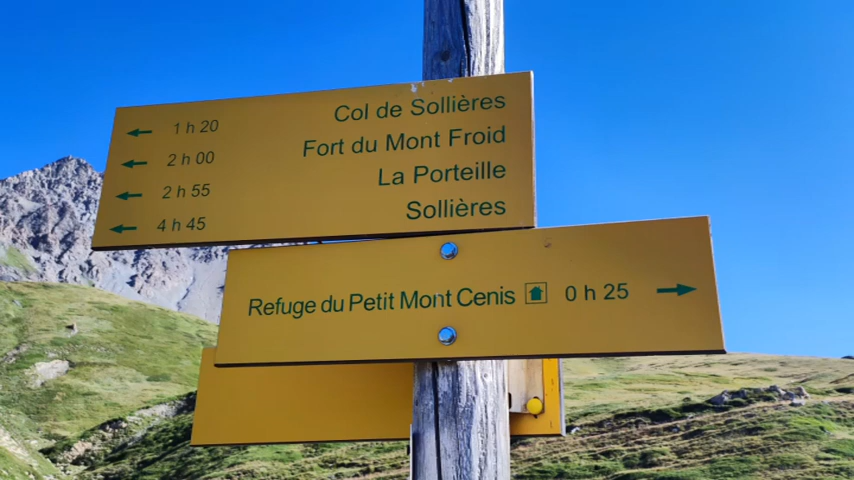 1 h 20 Col de Sollières
2 h 00 Fort du Mont Froid
2 h 55 La Porteille
4 h 45 Sollières
Refuge du Petit Mont Cenis 0 h 25